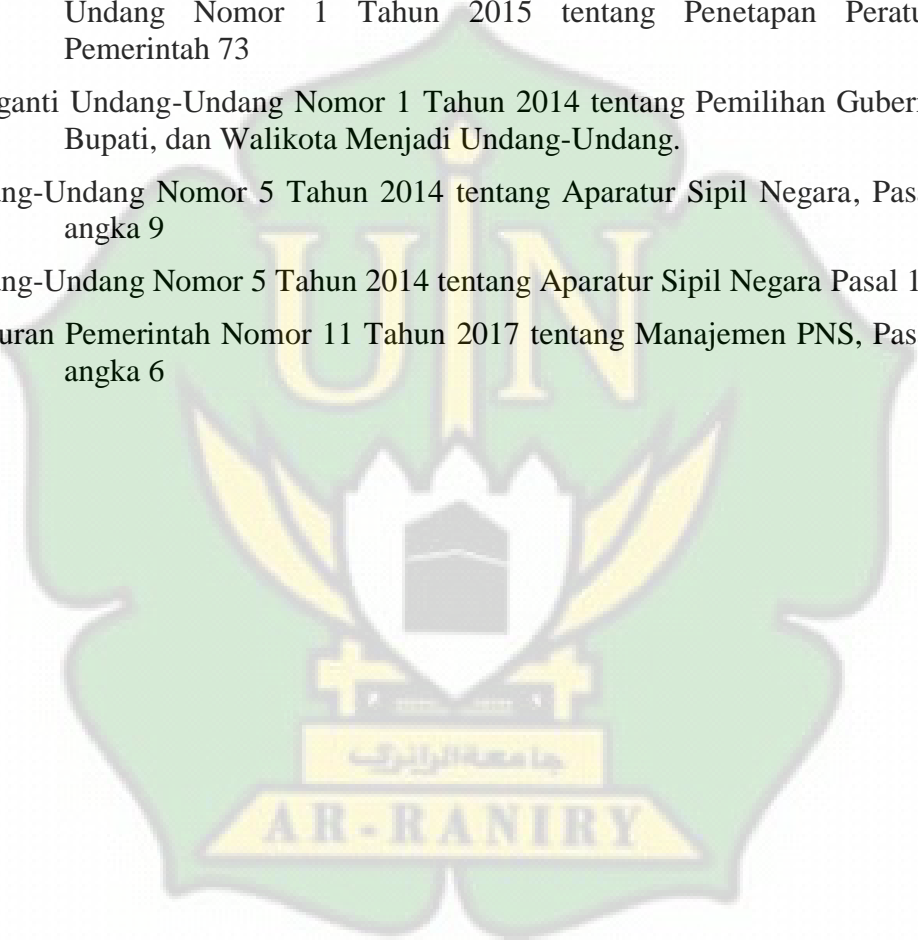 Undang Nomor 1 Tahun 2015 tentang Penetapan Peratu
Pemerintah 73
ganti Undang-Undang Nomor 1 Tahun 2014 tentang Pemilihan Guber
Bupati, dan Walikota Menjadi Undang-Undang.
ng-Undang Nomor 5 Tahun 2014 tentang Aparatur Sipil Negara, Pas
angka 9
ng-Undang Nomor 5 Tahun 2014 tentang Aparatur Sipil Negara Pasal 1
uran Pemerintah Nomor 11 Tahun 2017 tentang Manajemen PNS, Pas
angka 6
UIN
جامعة الرانري
AR-RANIRY